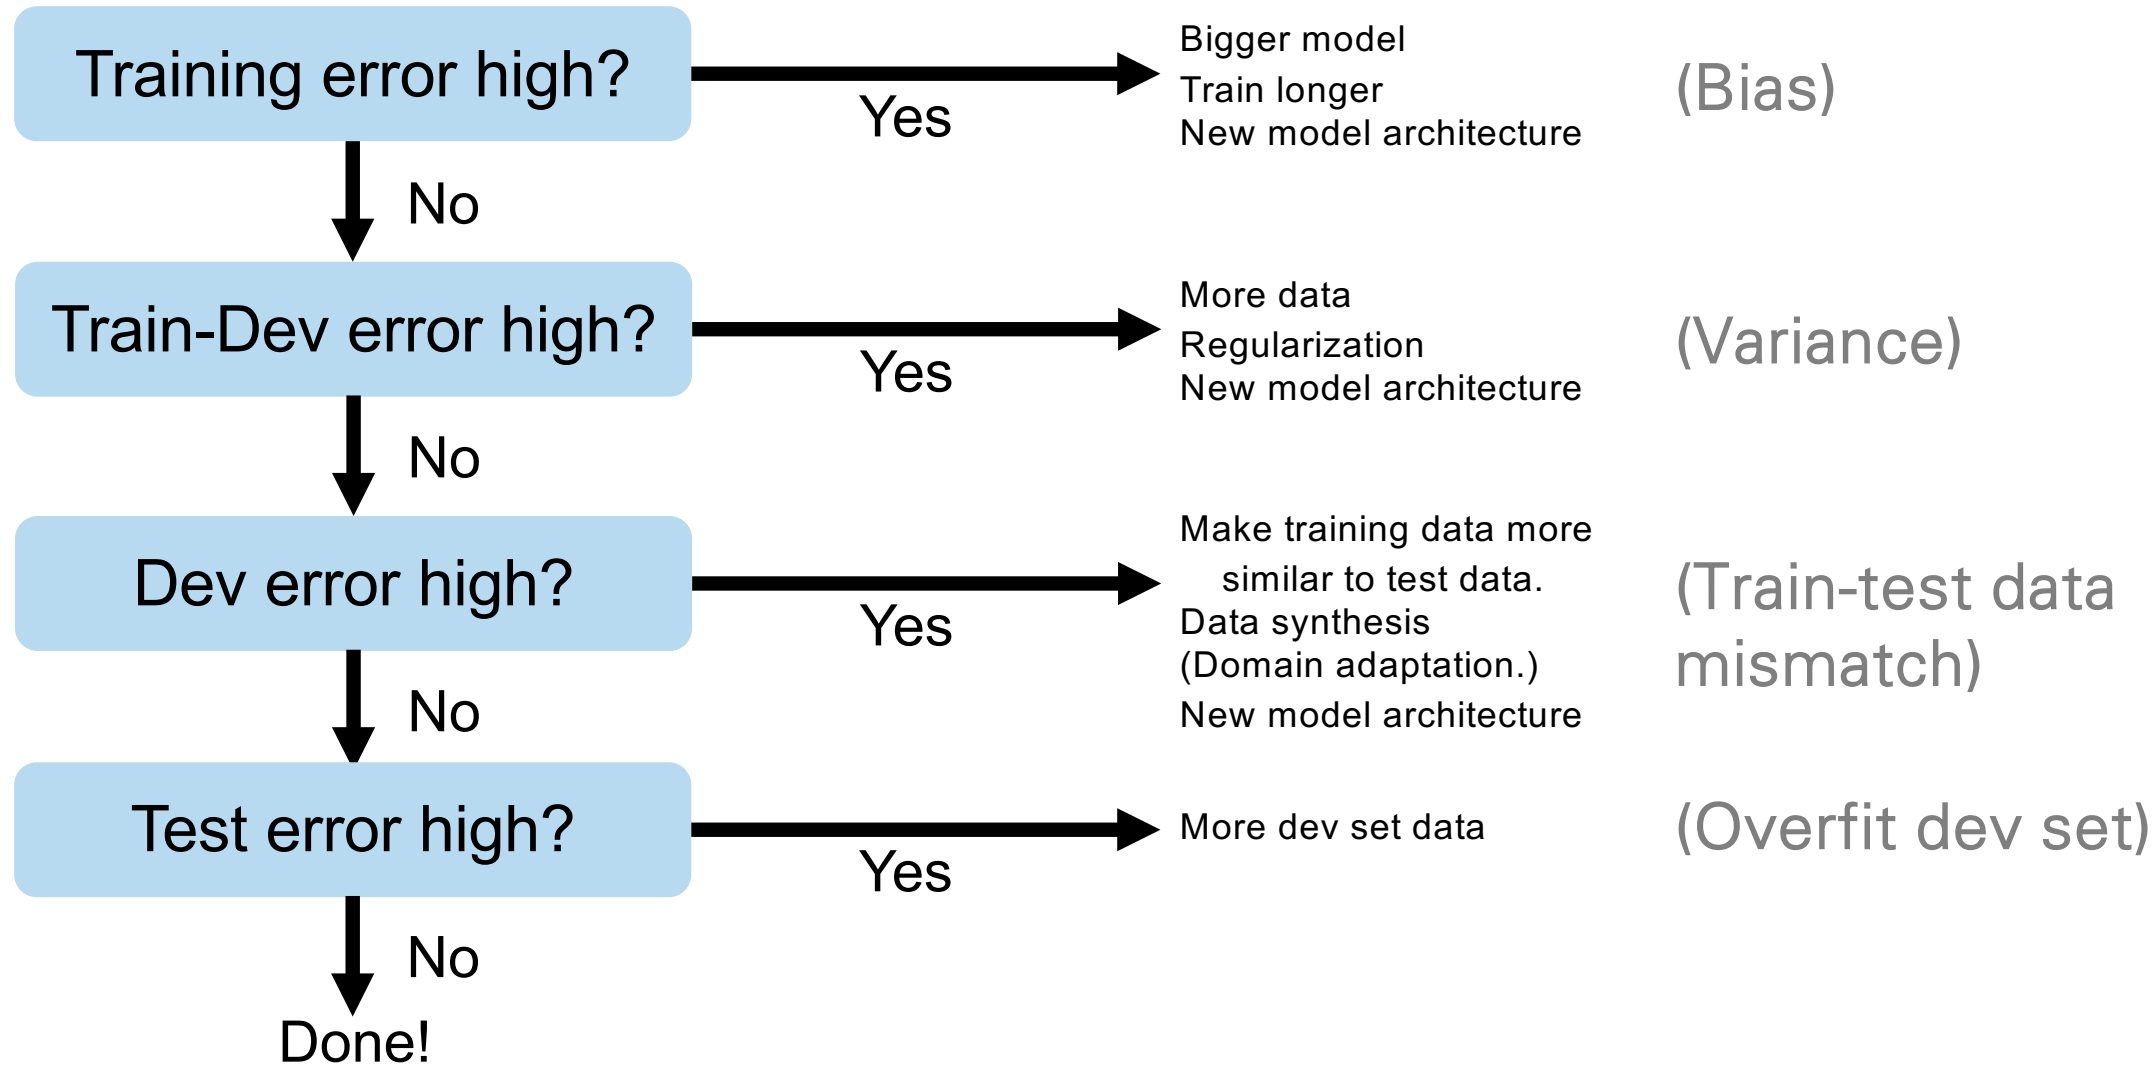 Training error high?
Yes
Bigger model
Train longer
New model architecture
(Bias)
No
Train-Dev error high?
Yes
More data
Regularization
New model architecture
(Variance)
No
Dev error high?
Yes
Make training data more
similar to test data.
Data synthesis
(Domain adaptation.)
New model architecture
(Train-test data
mismatch)
No
Test error high?
Yes
More dev set data
(Overfit dev set)
No
Done!